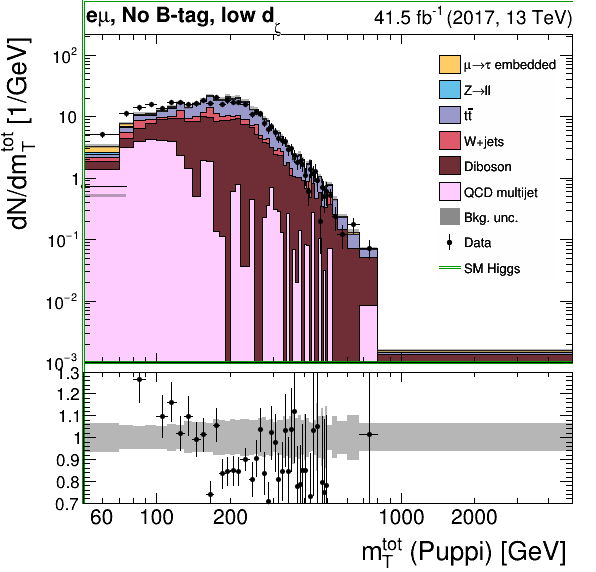 eμ, No B-tag, low dζ
41.5 fb⁻¹ (2017, 13 TeV)
dN/dm_T^tot [1/GeV]
10²
10
1
10⁻¹
10⁻²
10⁻³
μ→τ embedded
Z→ll
tt̄
W+jets
Diboson
QCD multijet
Bkg. unc.
Data
SM Higgs
1.3
1.2
1.1
1
0.9
0.8
0.7
60 100 200 1000 2000
m_T^tot (Puppi) [GeV]